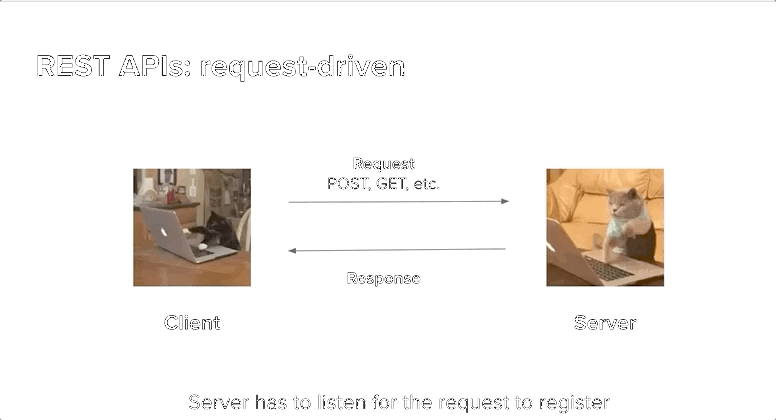 REST APIs: request-driven
Request
POST, GET, etc.
Response
Client
Server
Server has to listen for the request to register